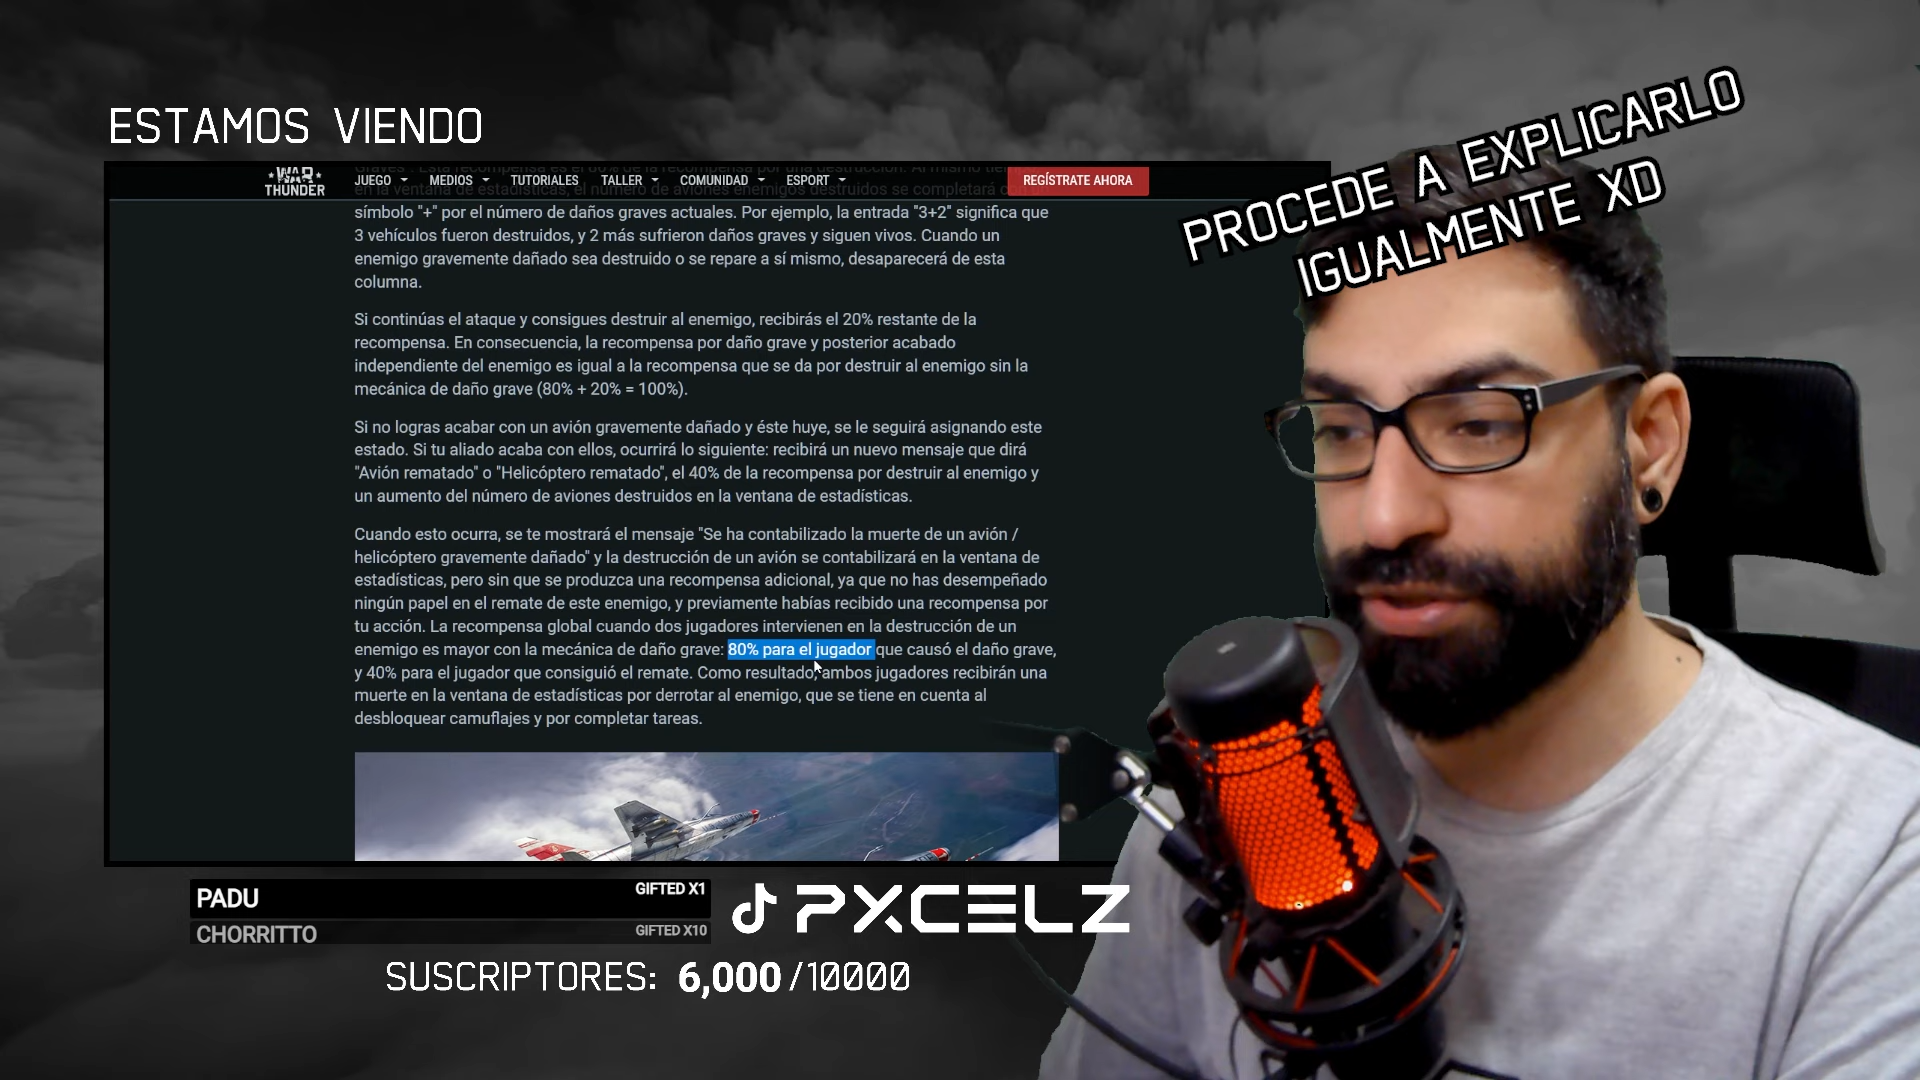 ESTAMOS VIENDO
PROCEDE A EXPLICARLO
IGUALMENTE XD
WAR
THUNDER
JUEGO
MEDIOS
TUTORIALES
TALLER
COMUNIDAD
ESPORT
REGÍSTRATE AHORA
en la ventana de estadísticas, el número de aviones enemigos destruidos se completará con
símbolo "+" por el número de daños graves actuales. Por ejemplo, la entrada "3+2" significa que
3 vehículos fueron destruidos, y 2 más sufrieron daños graves y siguen vivos. Cuando un
enemigo gravemente dañado sea destruido o se repare a sí mismo, desaparecerá de esta
columna.
Si continúas el ataque y consigues destruir al enemigo, recibirás el 20% restante de la
recompensa. En consecuencia, la recompensa por daño grave y posterior acabado
independiente del enemigo es igual a la recompensa que se da por destruir al enemigo sin la
mecánica de daño grave (80% + 20% = 100%).
Si no logras acabar con un avión gravemente dañado y éste huye, se le seguirá asignando este
estado. Si tu aliado acaba con ellos, ocurrirá lo siguiente: recibirá un nuevo mensaje que dirá
"Avión rematado" o "Helicóptero rematado", el 40% de la recompensa por destruir al enemigo y
un aumento del número de aviones destruidos en la ventana de estadísticas.
Cuando esto ocurra, se te mostrará el mensaje "Se ha contabilizado la muerte de un avión /
helicóptero gravemente dañado" y la destrucción de un avión se contabilizará en la ventana de
estadísticas, pero sin que se produzca una recompensa adicional, ya que no has desempeñado
ningún papel en el remate de este enemigo, y previamente habías recibido una recompensa por
tu acción. La recompensa global cuando dos jugadores intervienen en la destrucción de un
enemigo es mayor con la mecánica de daño grave: 80% para el jugador que causó el daño grave,
y 40% para el jugador que consiguió el remate. Como resultado, ambos jugadores recibirán una
muerte en la ventana de estadísticas por derrotar al enemigo, que se tiene en cuenta al
desbloquear camuflajes y por completar tareas.
PADU GIFTED X1
CHORRITTO GIFTED X10
PXCELZ
SUSCRIPTORES: 6,000/10000